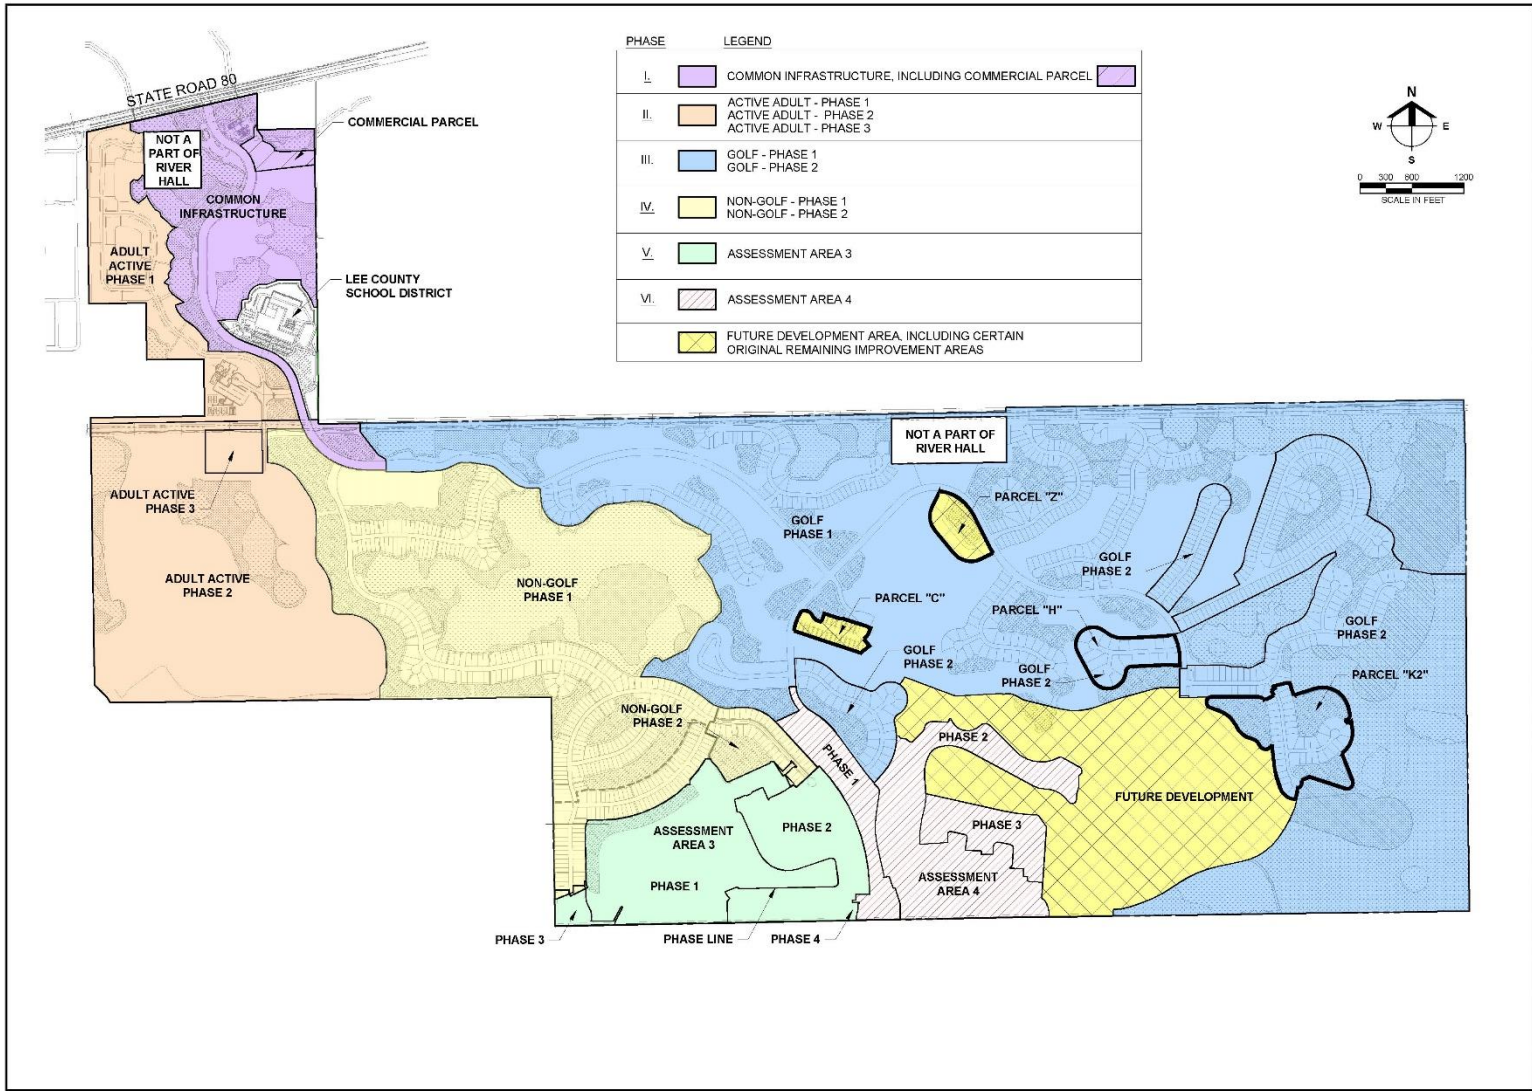 PHASE LEGEND
I. COMMON INFRASTRUCTURE, INCLUDING COMMERCIAL PARCEL
II. ACTIVE ADULT - PHASE 1
ACTIVE ADULT - PHASE 2
ACTIVE ADULT - PHASE 3
III. GOLF - PHASE 1
GOLF - PHASE 2
IV. NON-GOLF - PHASE 1
NON-GOLF - PHASE 2
V. ASSESSMENT AREA 3
VI. ASSESSMENT AREA 4
FUTURE DEVELOPMENT AREA, INCLUDING CERTAIN
ORIGINAL REMAINING IMPROVEMENT AREAS
N
W E
S
0 300 600 1200
SCALE IN FEET
STATE ROAD 80
NOT A
PART OF
RIVER
HALL
COMMERCIAL PARCEL
COMMON
INFRASTRUCTURE
ADULT
ACTIVE
PHASE 1
LEE COUNTY
SCHOOL DISTRICT
NOT A PART OF
RIVER HALL
ADULT ACTIVE
PHASE 3
PARCEL "Z"
GOLF
PHASE 1
GOLF
PHASE 2
ADULT ACTIVE
PHASE 2
NON-GOLF
PHASE 1
PARCEL "C"
PARCEL "H"
GOLF
PHASE 2
GOLF
PHASE 2
GOLF
PHASE 2
PARCEL "K2"
NON-GOLF
PHASE 2
PHASE 1
PHASE 2
FUTURE DEVELOPMENT
ASSESSMENT
AREA 3
PHASE 2
PHASE 3
PHASE 1
ASSESSMENT
AREA 4
PHASE 3
PHASE LINE
PHASE 4